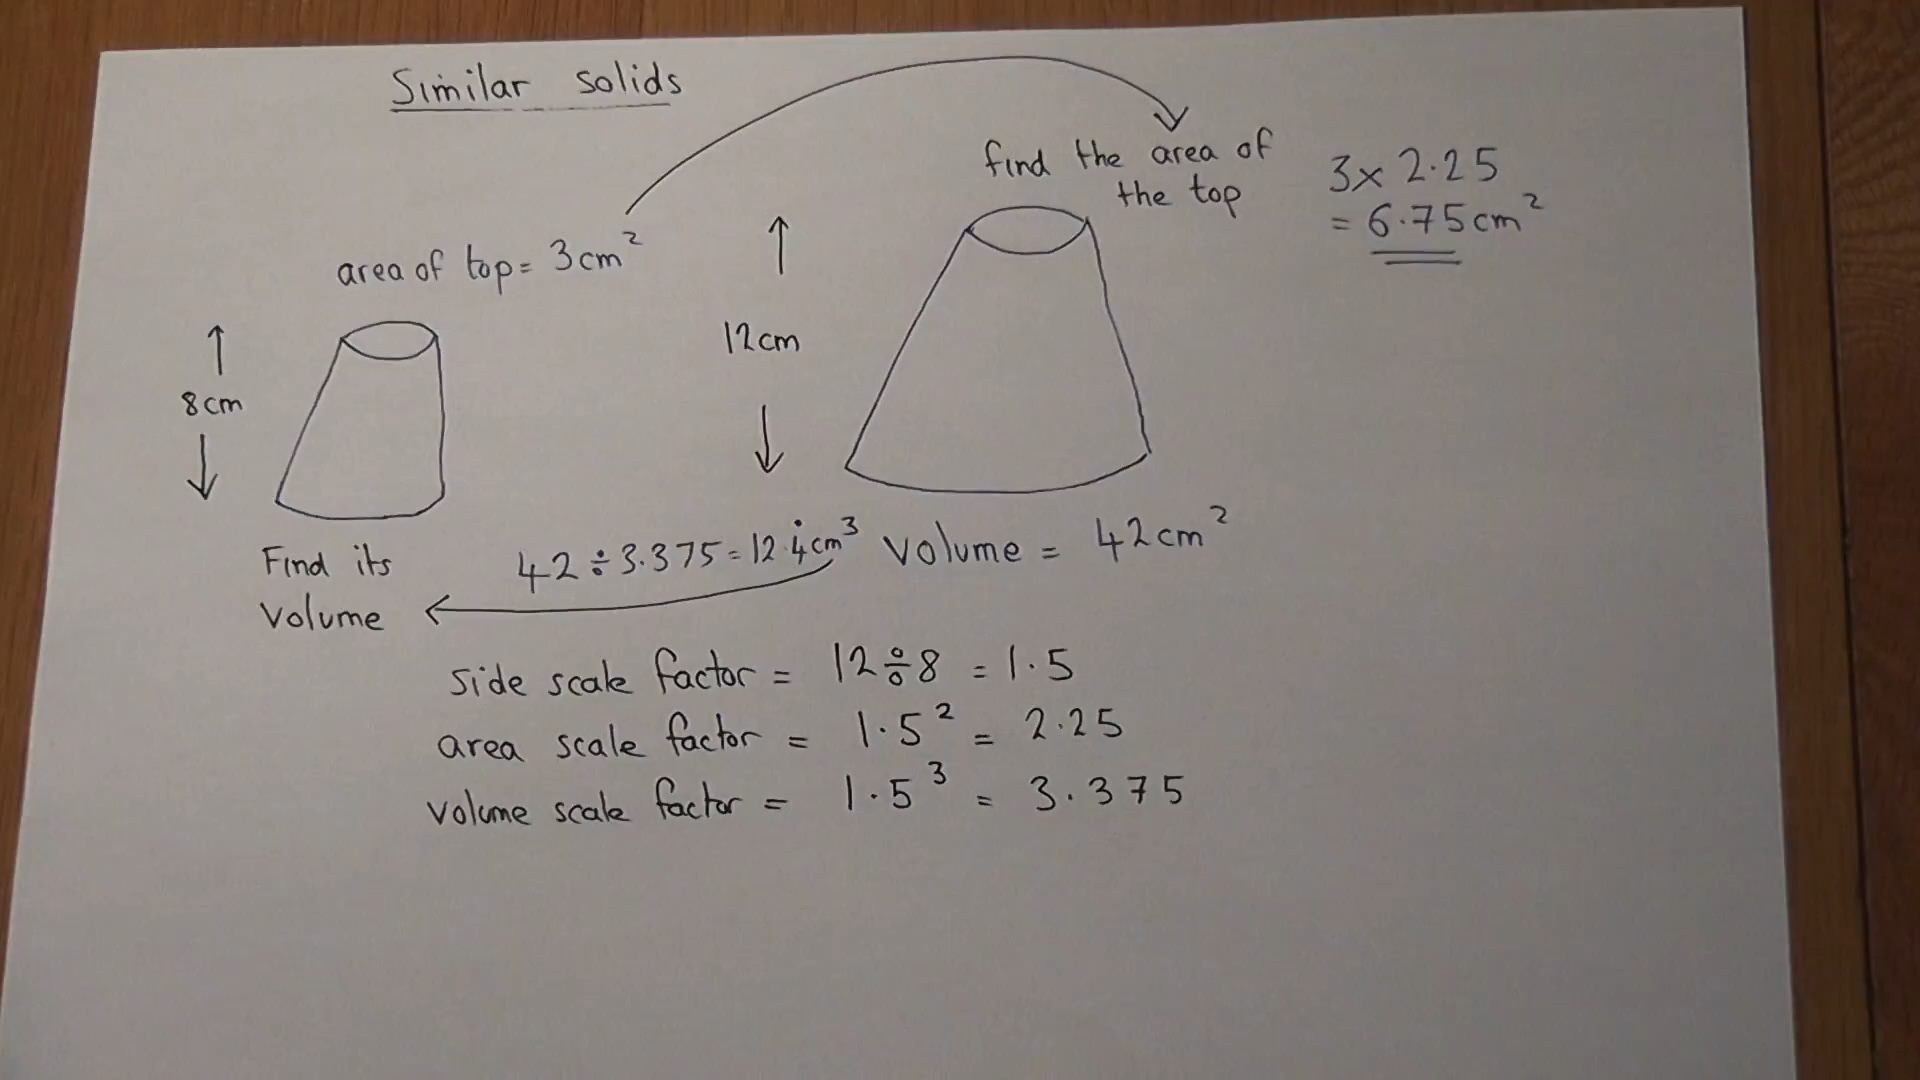 Similar solids
find the area of
the top
3x 2.25
= 6.75cm²
area of top = 3cm²
12cm
8cm
Find its
volume
42 ÷ 3.375 = 12.4̇cm³
volume = 42cm²
side scale factor = 12÷8 = 1.5
area scale factor = 1.5² = 2.25
volume scale factor = 1.5³ = 3.375